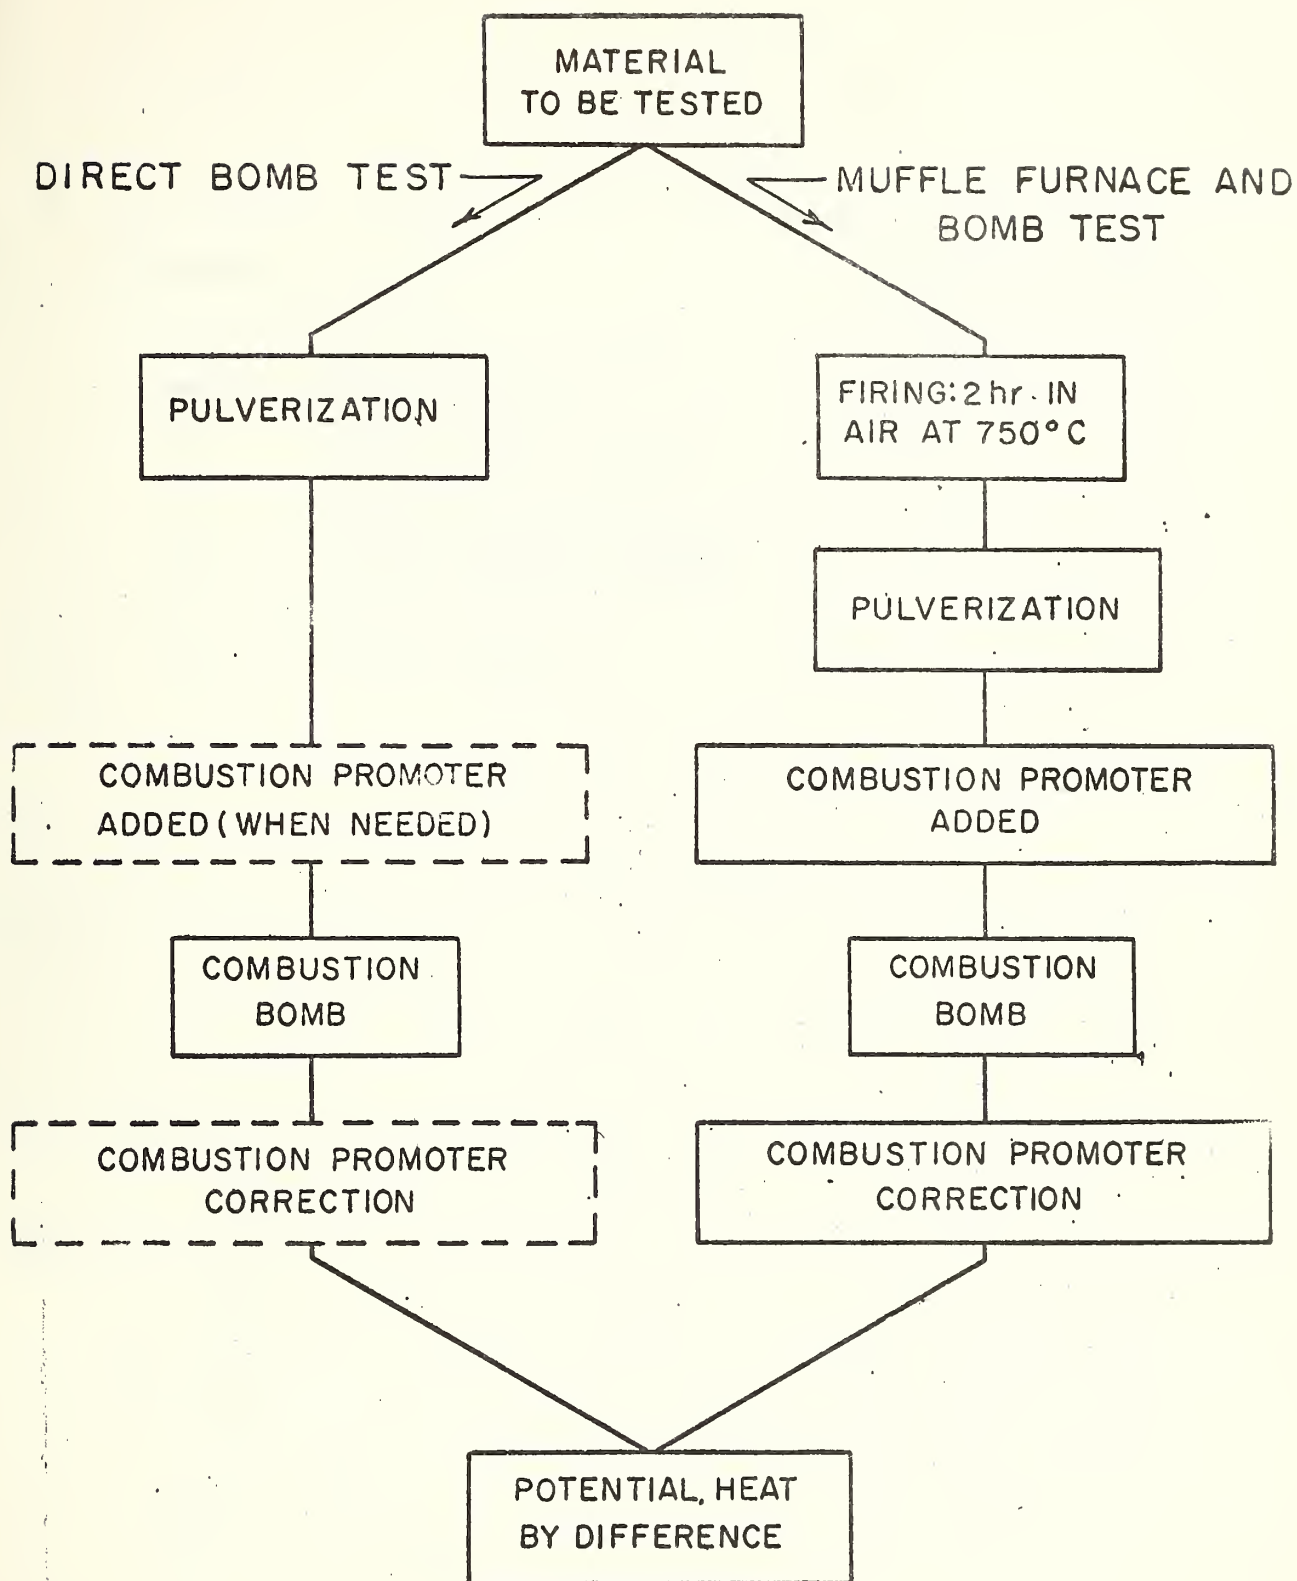 MATERIAL
TO BE TESTED
DIRECT BOMB TEST
MUFFLE FURNACE AND
BOMB TEST
PULVERIZATION
FIRING: 2 hr. IN
AIR AT 750° C
PULVERIZATION
COMBUSTION PROMOTER
ADDED (WHEN NEEDED)
COMBUSTION PROMOTER
ADDED
COMBUSTION
BOMB
COMBUSTION
BOMB
COMBUSTION PROMOTER
CORRECTION
COMBUSTION PROMOTER
CORRECTION
POTENTIAL HEAT
BY DIFFERENCE